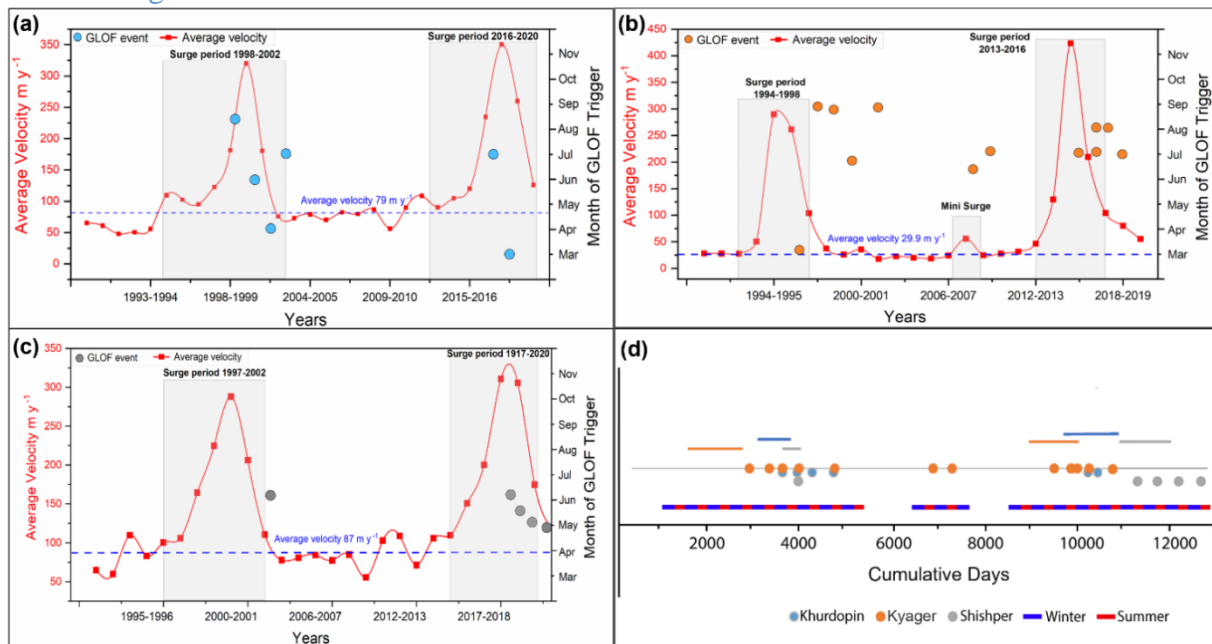 (a)
GLOF event
Average velocity
Surge period 1998-2002
Surge period 2016-2020
Average Velocity m y⁻¹
350
300
250
200
150
100
50
0
Average velocity 79 m y⁻¹
Nov
Oct
Sep
Aug
Jul
Jun
May
Apr
Mar
Month of GLOF Trigger
1993-1994
1998-1999
2004-2005
2009-2010
2015-2016
Years
(b)
GLOF event
Average velocity
Surge period
2013-2016
Surge period
1994-1998
Average Velocity m y⁻¹
450
400
350
300
250
200
150
100
50
0
Mini Surge
Average velocity 29.9 m y⁻¹
Nov
Oct
Sep
Aug
Jul
Jun
May
Apr
Mar
Month of GLOF Trigger
1994-1995
2000-2001
2006-2007
2012-2013
2018-2019
Years
(c)
GLOF event
Average velocity
Surge period 1997-2002
Surge period 1917-2020
Average Velocity m y⁻¹
350
300
250
200
150
100
50
Average velocity 87 m y⁻¹
Nov
Oct
Sep
Aug
Jul
Jun
May
Apr
Mar
Month of GLOF Trigger
1995-1996
2000-2001
2006-2007
2012-2013
2017-2018
Years
(d)
2000
4000
6000
8000
10000
12000
Cumulative Days
Khurdopin
Kyager
Shishper
Winter
Summer